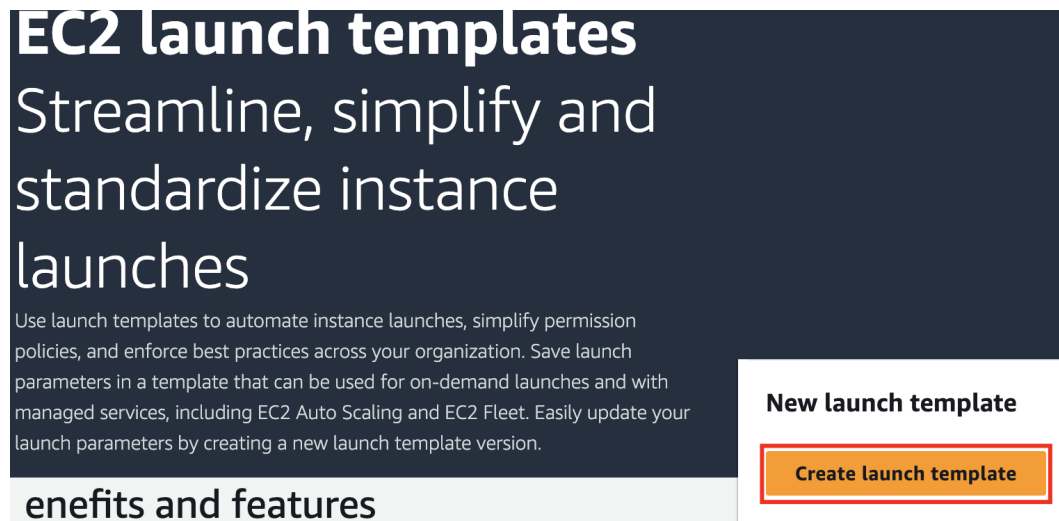 EC2 launch templates
Streamline, simplify and
standardize instance
launches
Use launch templates to automate instance launches, simplify permission
policies, and enforce best practices across your organization. Save launch
parameters in a template that can be used for on-demand launches and with
managed services, including EC2 Auto Scaling and EC2 Fleet. Easily update your
launch parameters by creating a new launch template version.
New launch template
Create launch template
enefits and features